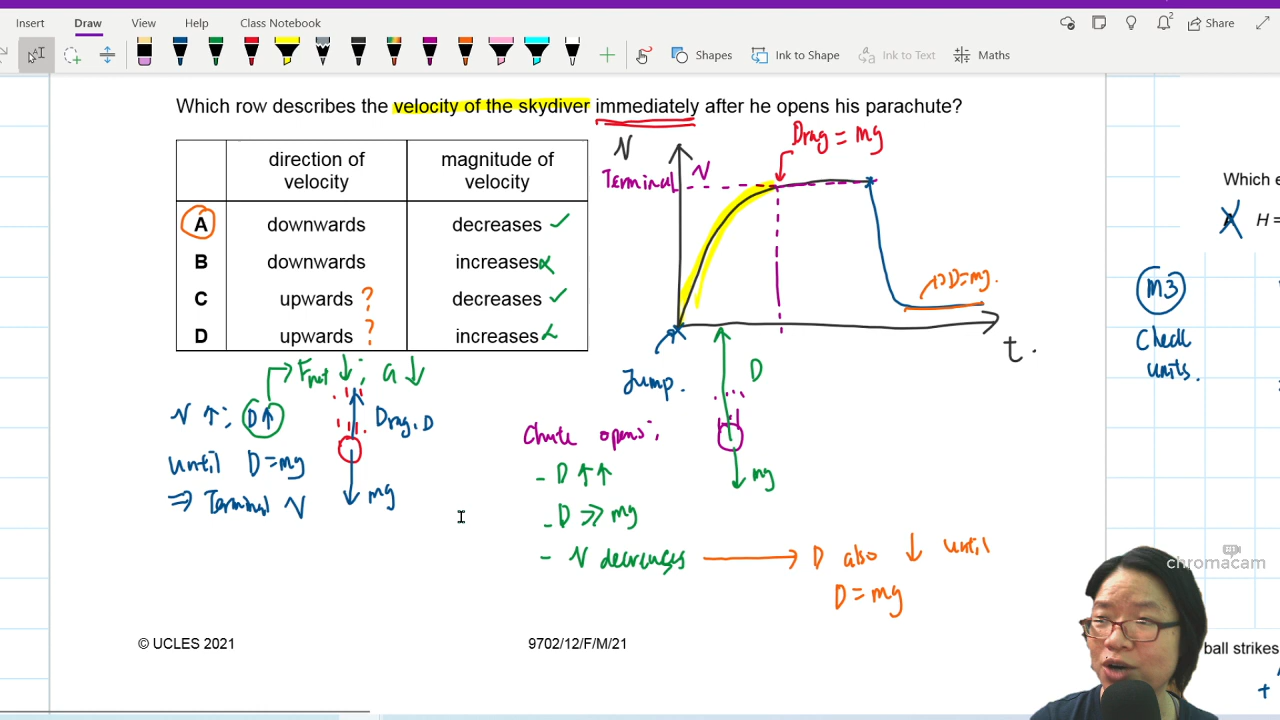 Insert Draw View Help Class Notebook
2
Share
Shapes Ink to Shape Ink to Text Maths
Which row describes the velocity of the skydiver immediately after he opens his parachute?
direction of velocity magnitude of velocity
A downwards decreases ✓
B downwards increases ×
C upwards ? decreases ✓
D upwards ? increases ×
V
Terminal V
Drag = mg
D=mg.
t.
Jump.
Fnet ↓; a ↓
V ↑; D↑
until D=mg
⇒ Terminal V
Drag, D
mg
D
mg
Chute opens:
- D ↑↑
- D >> mg
- V decreases → D also ↓ until
D = mg
© UCLES 2021 9702/12/F/M/21
Which e
A H =
M3
Check
units.
chromacam
ball strikes
+